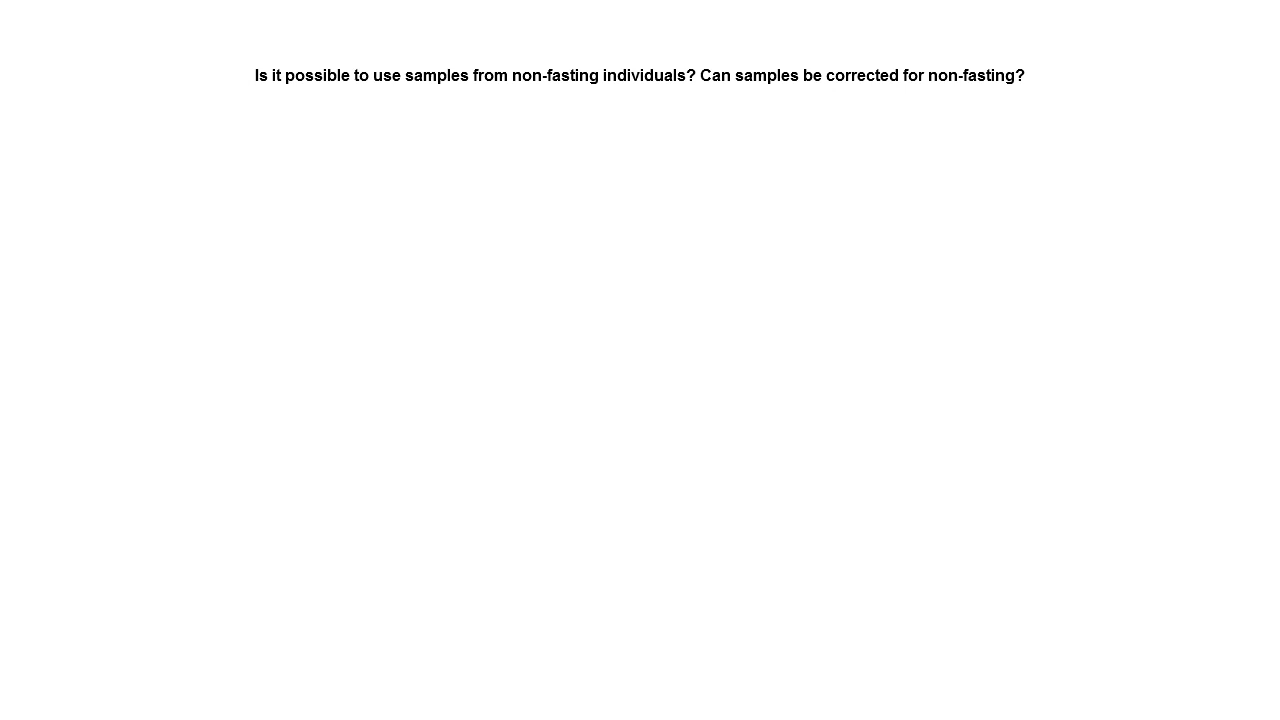 Is it possible to use samples from non-fasting individuals? Can samples be corrected for non-fasting?